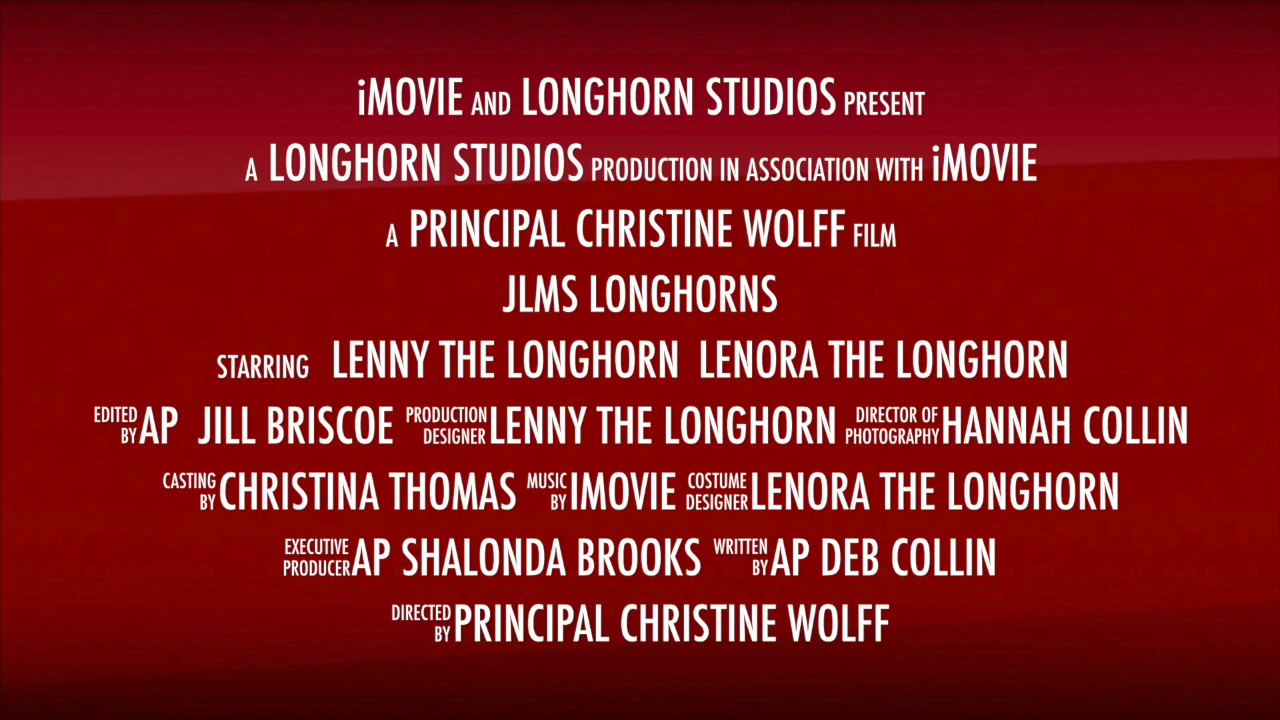 iMOVIE AND LONGHORN STUDIOS PRESENT
A LONGHORN STUDIOS PRODUCTION IN ASSOCIATION WITH iMOVIE
A PRINCIPAL CHRISTINE WOLFF FILM
JLMS LONGHORNS
STARRING LENNY THE LONGHORN LENORA THE LONGHORN
EDITED BY AP JILL BRISCOE PRODUCTION DESIGNER LENNY THE LONGHORN DIRECTOR OF PHOTOGRAPHY HANNAH COLLIN
CASTING BY CHRISTINA THOMAS MUSIC BY IMOVIE COSTUME DESIGNER LENORA THE LONGHORN
EXECUTIVE PRODUCER AP SHALONDA BROOKS WRITTEN BY AP DEB COLLIN
DIRECTED BY PRINCIPAL CHRISTINE WOLFF